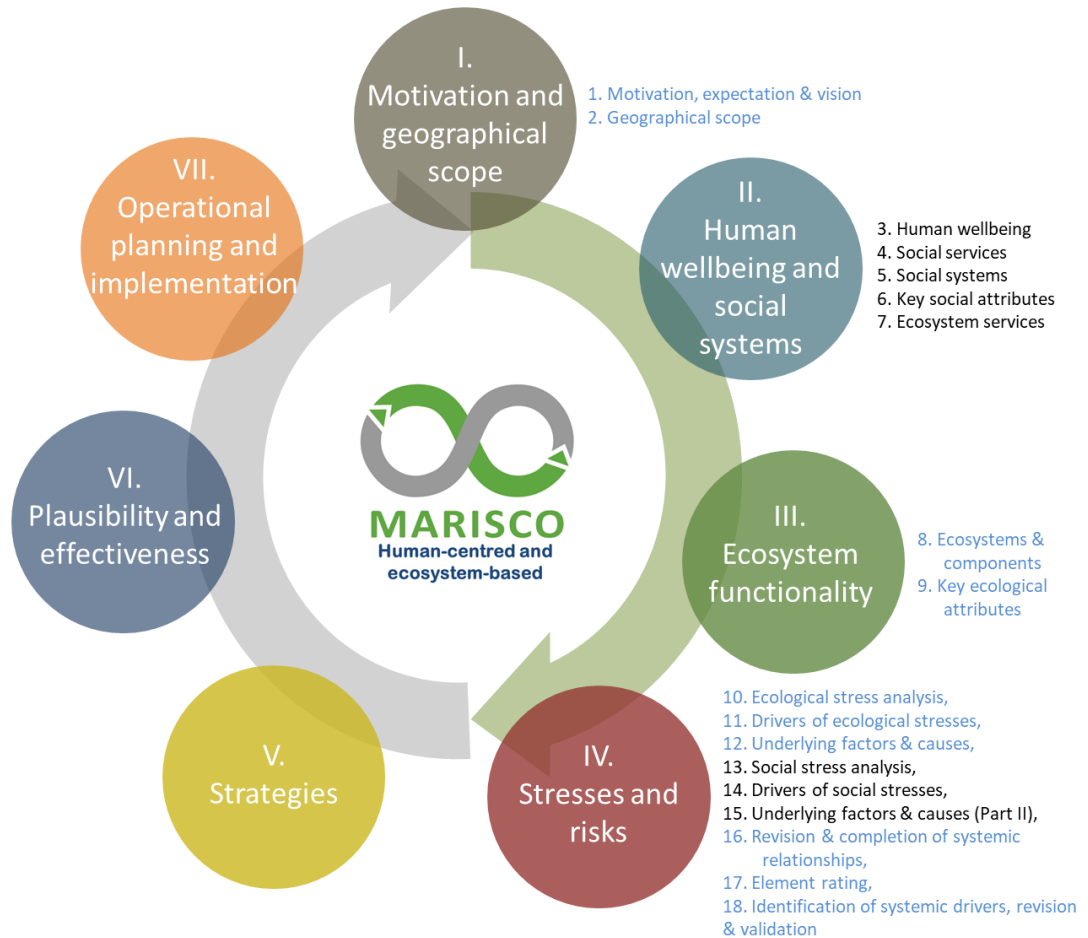 I.
Motivation and
geographical
scope
1. Motivation, expectation & vision
2. Geographical scope
II.
Human
wellbeing and
social
systems
3. Human wellbeing
4. Social services
5. Social systems
6. Key social attributes
7. Ecosystem services
III.
Ecosystem
functionality
8. Ecosystems &
components
9. Key ecological
attributes
IV.
Stresses and
risks
10. Ecological stress analysis,
11. Drivers of ecological stresses,
12. Underlying factors & causes,
13. Social stress analysis,
14. Drivers of social stresses,
15. Underlying factors & causes (Part II),
16. Revision & completion of systemic
relationships,
17. Element rating,
18. Identification of systemic drivers, revision
& validation
V.
Strategies
VI.
Plausibility and
effectiveness
VII.
Operational
planning and
implementation
MARISCO
Human-centred and
ecosystem-based